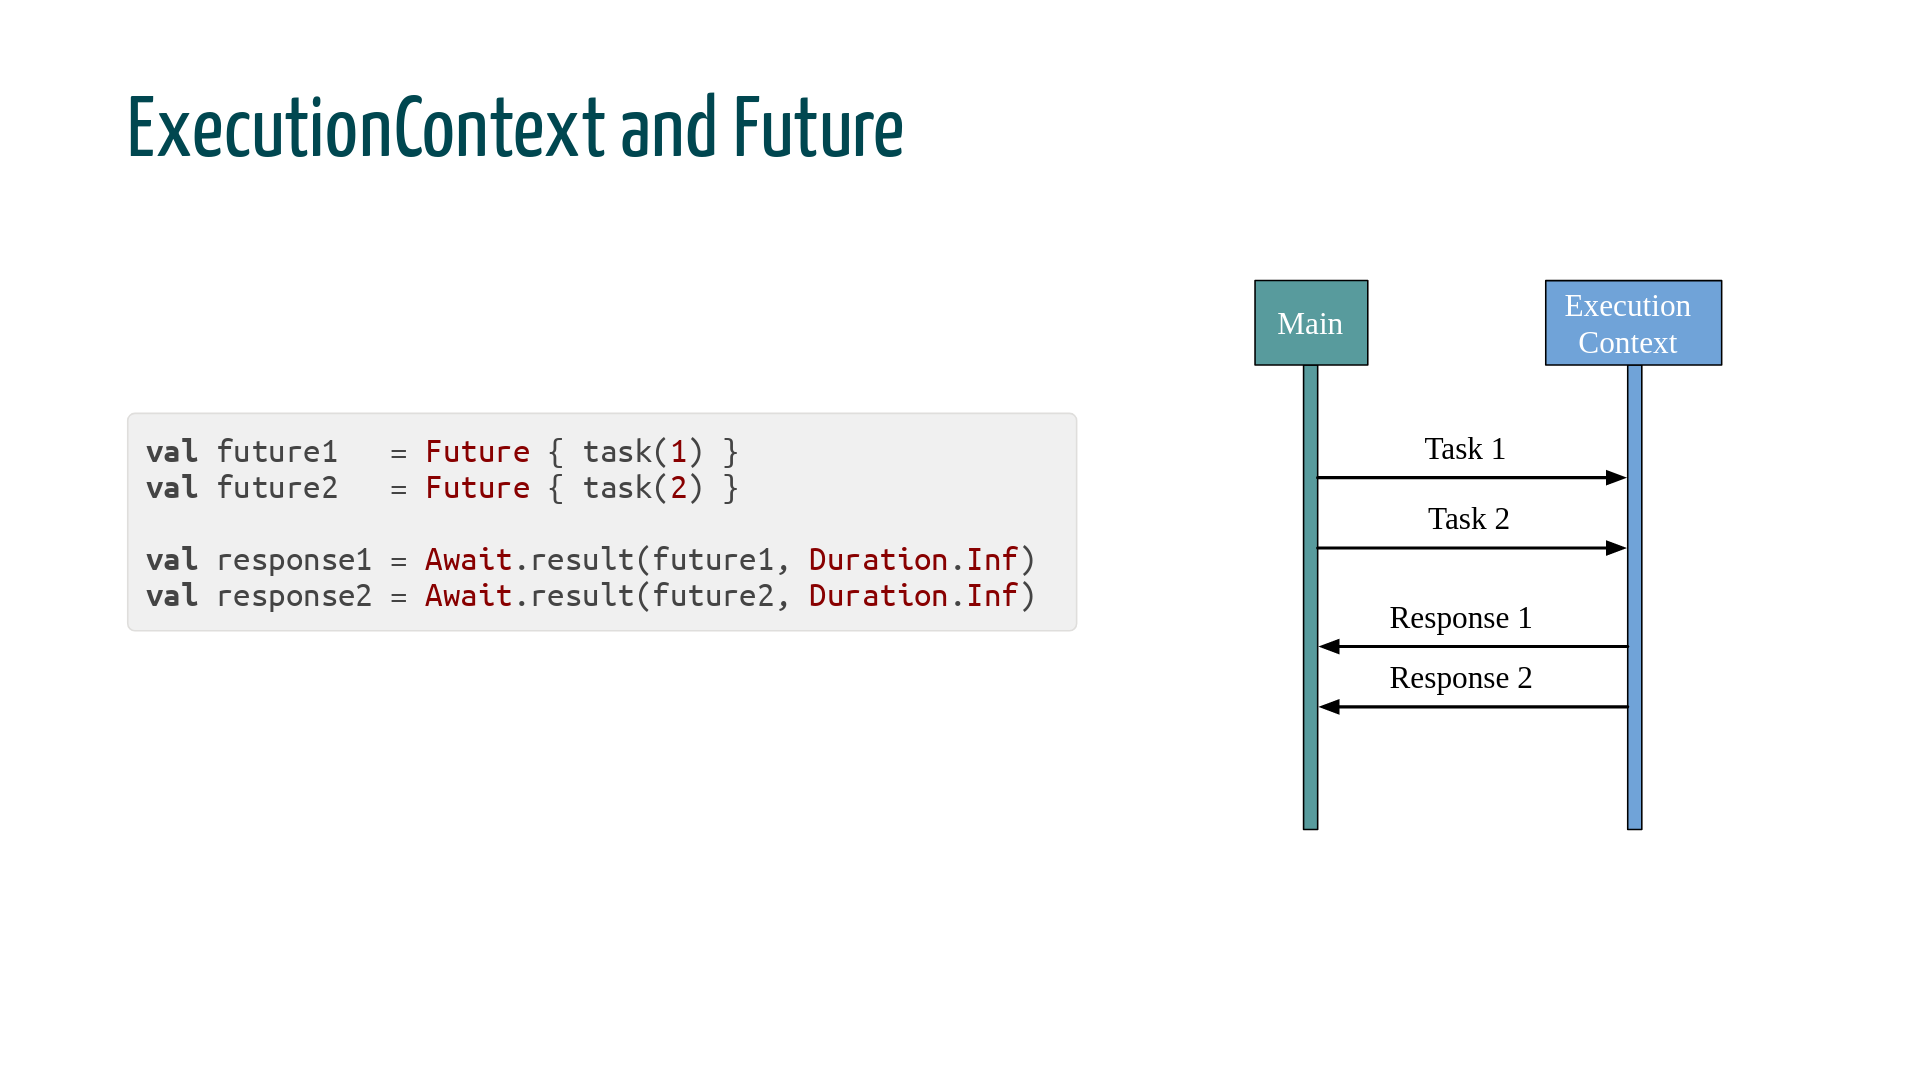 ExecutionContext and Future
val future1   = Future { task(1) }
val future2   = Future { task(2) }
val response1 = Await.result(future1, Duration.Inf)
val response2 = Await.result(future2, Duration.Inf)
Main
Execution
Context
Task 1
Task 2
Response 1
Response 2